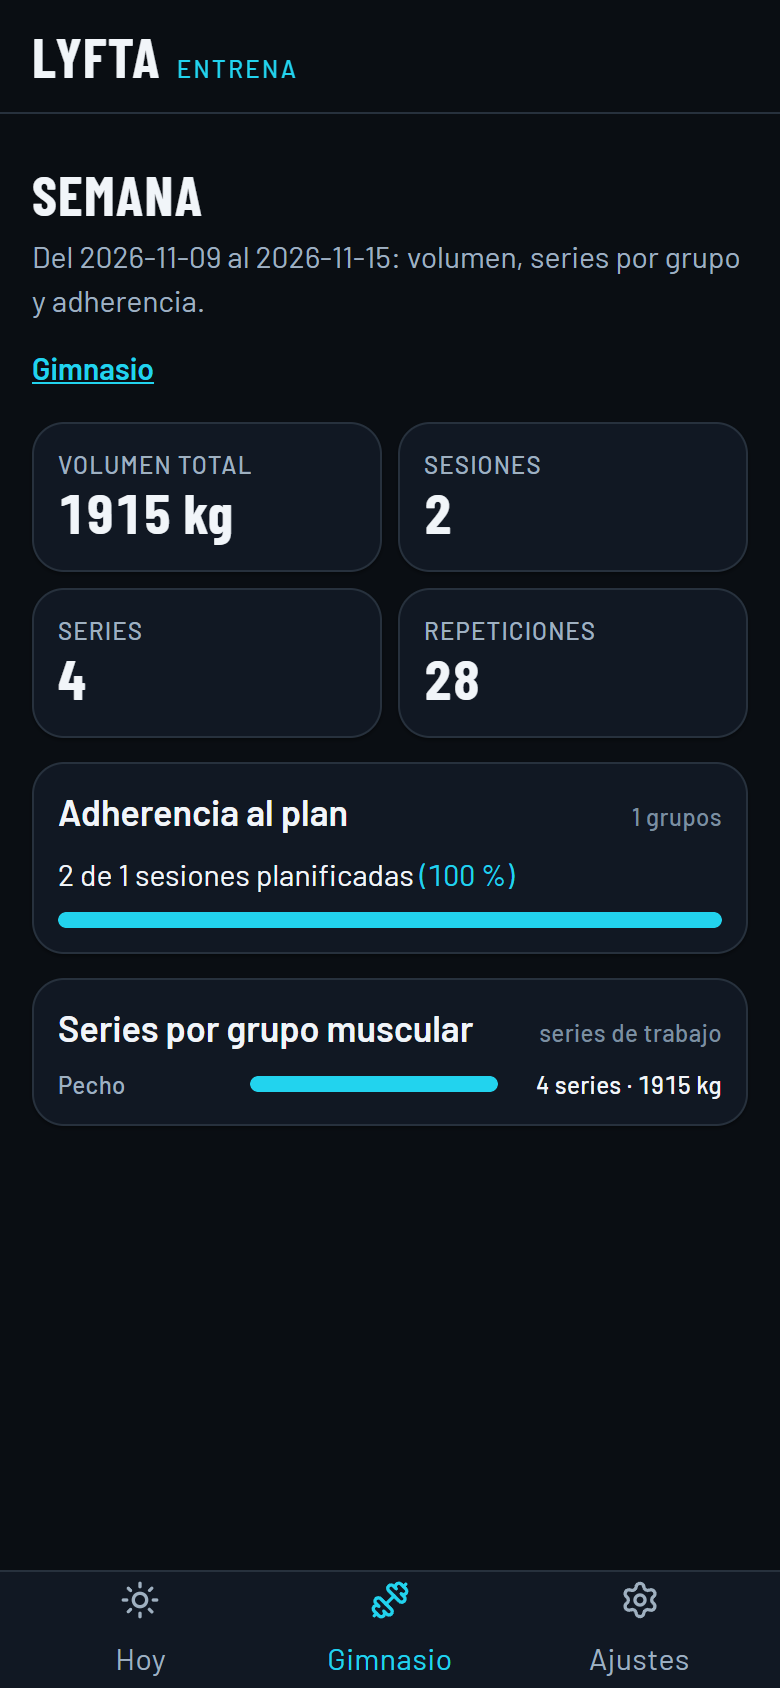 LYFTA ENTRENA
SEMANA
Del 2026-11-09 al 2026-11-15: volumen, series por grupo
y adherencia.
Gimnasio
VOLUMEN TOTAL
1915 kg
SESIONES
2
SERIES
4
REPETICIONES
28
Adherencia al plan
1 grupos
2 de 1 sesiones planificadas (100 %)
Series por grupo muscular
series de trabajo
Pecho
4 series · 1915 kg
Hoy
Gimnasio
Ajustes